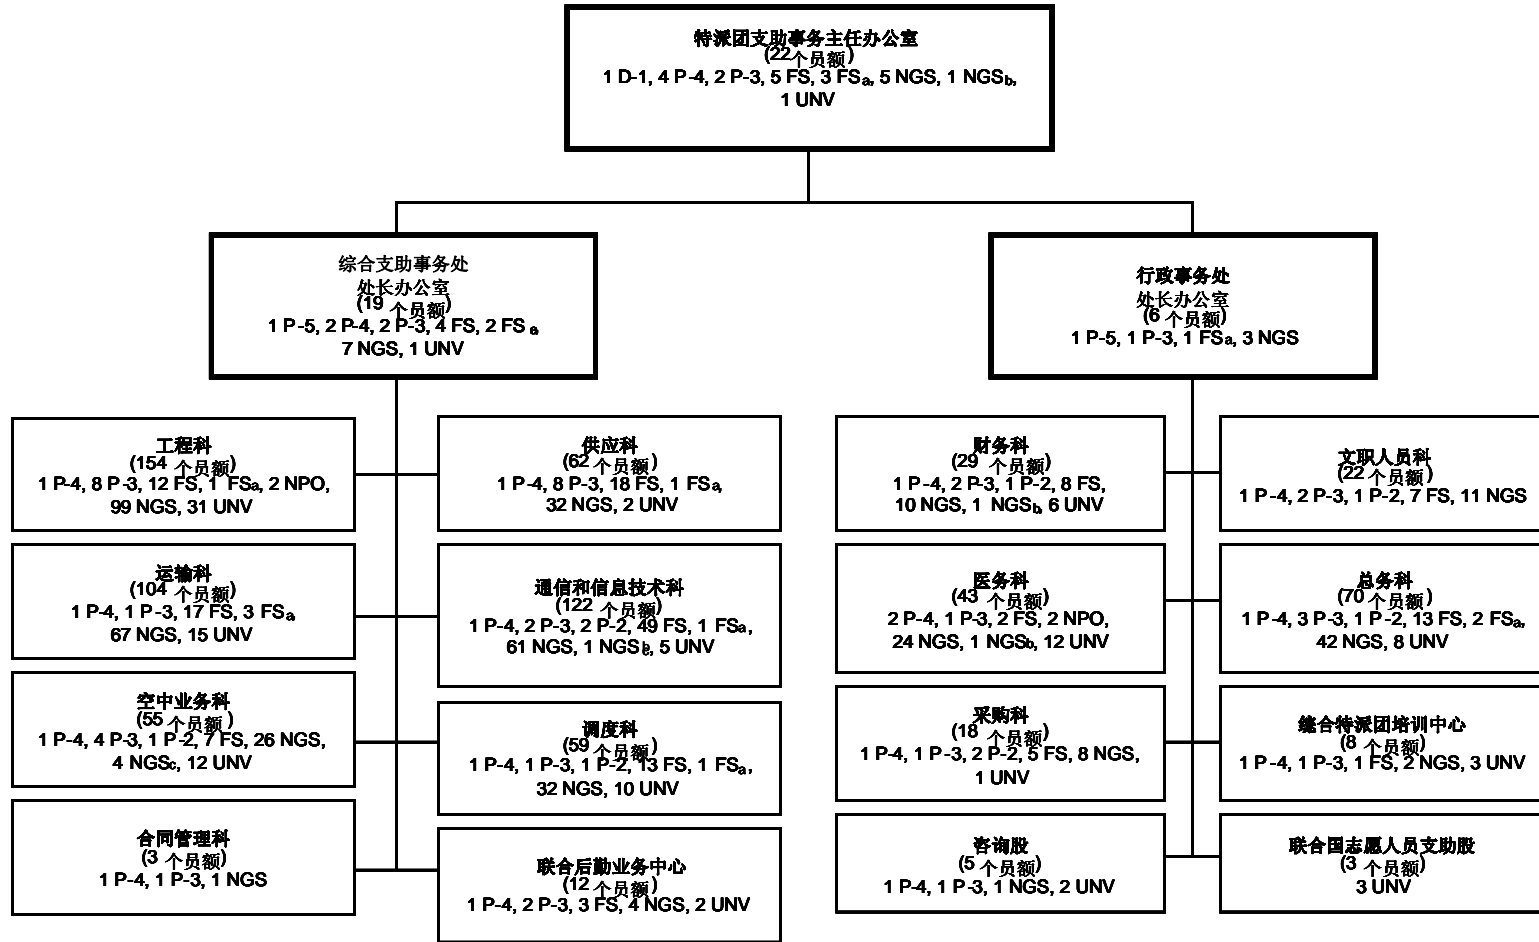 特派团支助事务主任办公室
(22个员额)
1 D-1, 4 P-4, 2 P-3, 5 FS, 3 FSa, 5 NGS, 1 NGSb,
1 UNV
综合支助事务处
处长办公室
(19 个员额)
1 P-5, 2 P-4, 2 P-3, 4 FS, 2 FS a,
7 NGS, 1 UNV
行政事务处
处长办公室
(6 个员额)
1 P-5, 1 P-3, 1 FSa, 3 NGS
工程科
(154 个员额)
1 P-4, 8 P-3, 12 FS, 1 FSa, 2 NPO,
99 NGS, 31 UNV
供应科
(62个员额)
1 P-4, 8 P-3, 18 FS, 1 FSa,
32 NGS, 2 UNV
财务科
(29 个员额)
1 P-4, 2 P-3, 1 P-2, 8 FS,
10 NGS, 1 NGSb, 6 UNV
文职人员科
(22个员额)
1 P-4, 2 P-3, 1 P-2, 7 FS, 11 NGS
运输科
(104 个员额)
1 P-4, 1 P-3, 17 FS, 3 FSa,
67 NGS, 15 UNV
通信和信息技术科
(122 个员额)
1 P-4, 2 P-3, 2 P-2, 49 FS, 1 FSa,
61 NGS, 1 NGSb, 5 UNV
医务科
(43 个员额)
2 P-4, 1 P-3, 2 FS, 2 NPO,
24 NGS, 1 NGSb, 12 UNV
总务科
(70 个员额)
1 P-4, 3 P-3, 1 P-2, 13 FS, 2 FSa,
42 NGS, 8 UNV
空中业务科
(55 个员额)
1 P-4, 4 P-3, 1 P-2, 7 FS, 26 NGS,
4 NGSc, 12 UNV
调度科
(59 个员额)
1 P-4, 1 P-3, 1 P-2, 13 FS, 1 FSa,
32 NGS, 10 UNV
采购科
(18 个员额)
1 P-4, 1 P-3, 2 P-2, 5 FS, 8 NGS,
1 UNV
综合特派团培训中心
(8 个员额)
1 P-4, 1 P-3, 1 FS, 2 NGS, 3 UNV
合同管理科
(3 个员额)
1 P-4, 1 P-3, 1 NGS
联合后勤业务中心
(12 个员额)
1 P-4, 2 P-3, 3 FS, 4 NGS, 2 UNV
咨询股
(5 个员额)
1 P-4, 1 P-3, 1 NGS, 2 UNV
联合国志愿人员支助股
(3 个员额)
3 UNV